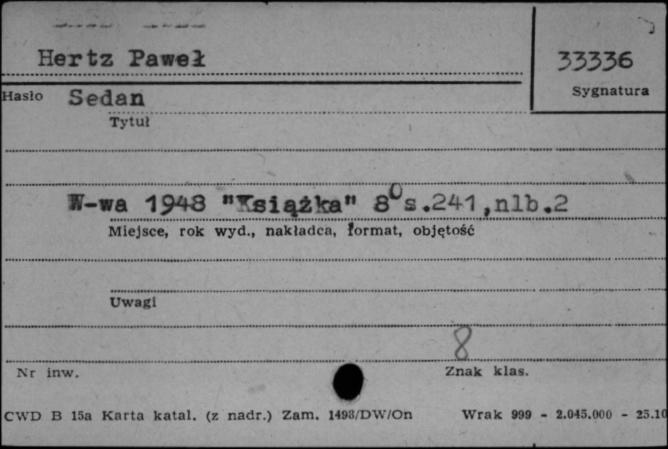 Hertz Paweł
33336
Hasło Sedan
Sygnatura
Tytuł
W-wa 1948 "Książka" 8⁰s.241,nlb.2
Miejsce, rok wyd., nakładca, format, objętość
Uwagi
8
Nr inw.
Znak klas.
CWD B 15a Karta katal. (z nadr.) Zam. 1498/DW/On Wrak 999 - 2.045.000 - 25.10